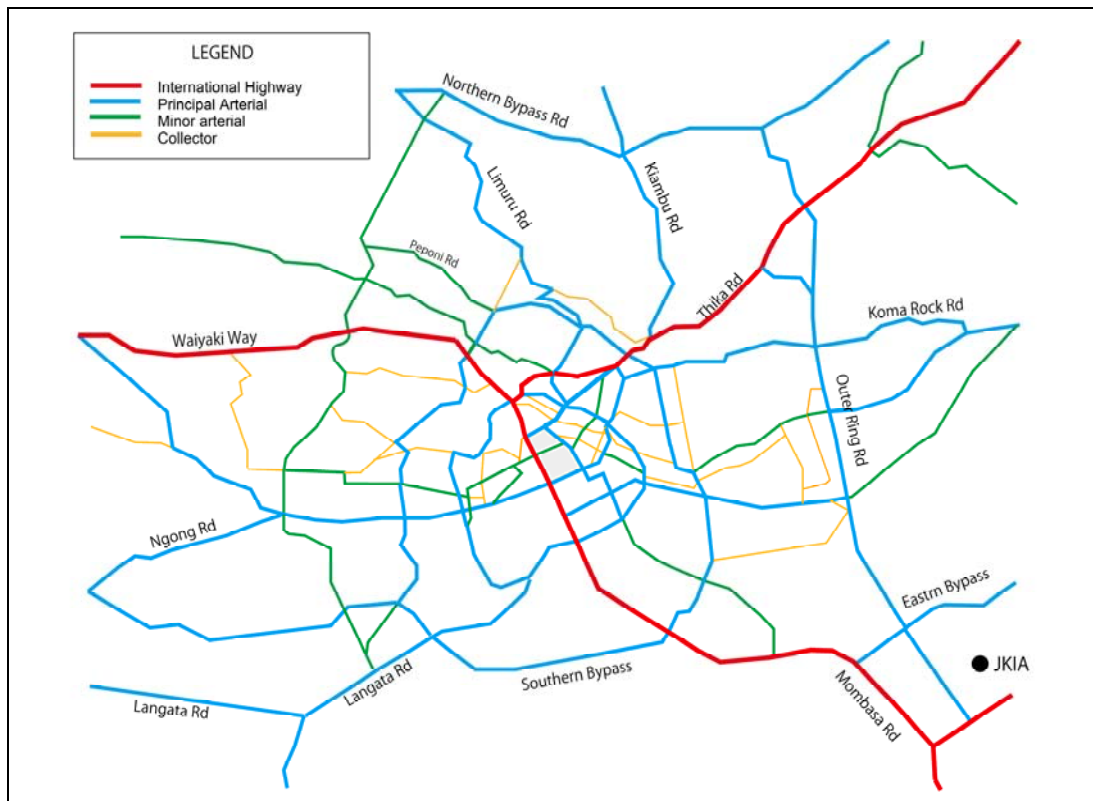 LEGEND
International Highway
Principal Arterial
Minor arterial
Collector
Northern Bypass Rd
Limuru Rd
Kiambu Rd
Peponi Rd
Thika Rd
Koma Rock Rd
Waiyaki Way
Outer Ring Rd
Ngong Rd
Eastrn Bypass
JKIA
Southern Bypass
Langata Rd
Mombasa Rd
Langata Rd